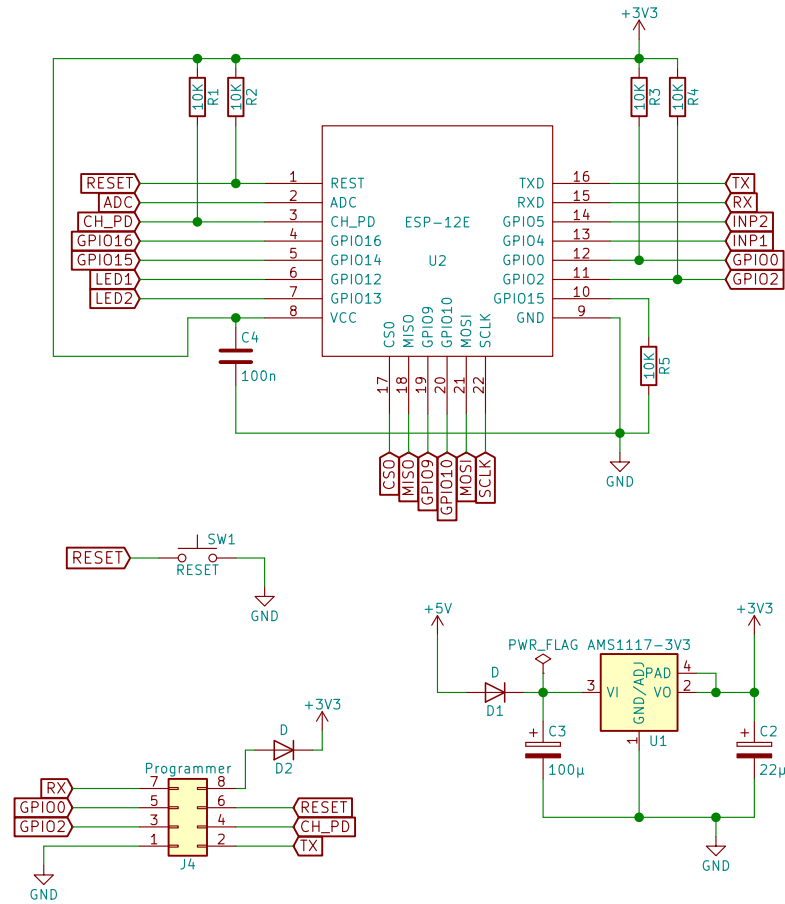 +3V3
10K R1 10K R2 10K R3 10K R4
RESET 1 REST TXD 16 TX
ADC 2 ADC RXD 15 RX
CH_PD 3 CH_PD ESP-12E GPIO5 14 INP2
GPIO16 4 GPIO16 GPIO4 13 INP1
GPIO15 5 GPIO14 U2 GPIO0 12 GPIO0
LED1 6 GPIO12 GPIO2 11 GPIO2
LED2 7 GPIO13 GPIO15 10
8 VCC GND 9
CSO MISO GPIO9 GPIO10 MOSI SCLK
C4
100n
10K R5
17 18 19 20 21 22
CSO MISO GPIO9 GPIO10 MOSI SCLK
GND
SW1
RESET
RESET
GND
+5V
+3V3
PWR_FLAG AMS1117-3V3
D
D1
3 VI GND/ADJ PAD 4
VO 2
1 U1
+ C3
100µ
+ C2
22µ
GND
+3V3
D
D2
Programmer
RX 7 8
GPIO0 5 6 RESET
GPIO2 3 4 CH_PD
1 2 TX
J4
GND